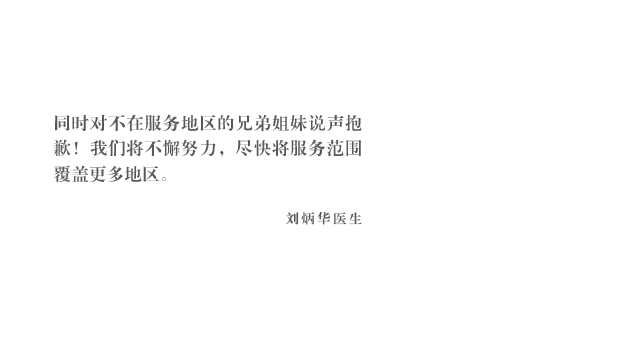 同时对不在服务地区的兄弟姐妹说声抱
歉！我们将不懈努力，尽快将服务范围
覆盖更多地区。
刘炳华医生